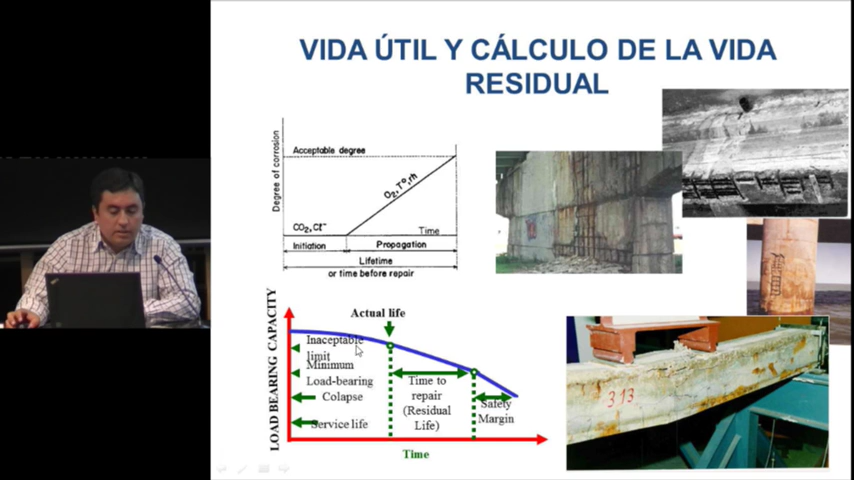 VIDA ÚTIL Y CÁLCULO DE LA VIDA
RESIDUAL
Degree of corrosion
Acceptable degree
O₂,T°,rh
CO₂,Cℓ⁻
Time
Initiation
Propagation
Lifetime
or time before repair
LOAD BEARING CAPACITY
Actual life
Inaceptable
limit
Minimum
Load-bearing
Colapse
Service life
Time to
repair
(Residual
Life)
Safety
Margin
Time
313